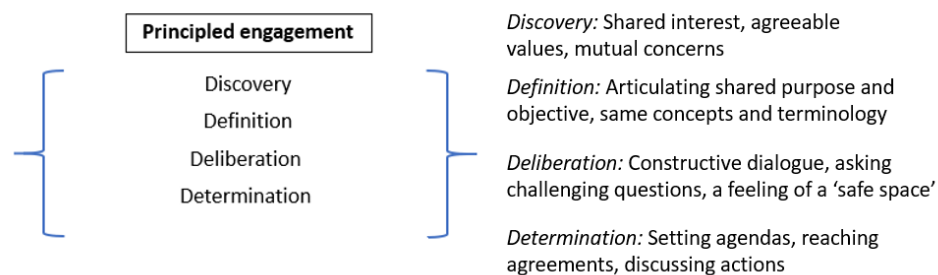 Principled engagement
Discovery
Definition
Deliberation
Determination
Discovery: Shared interest, agreeable
values, mutual concerns
Definition: Articulating shared purpose and
objective, same concepts and terminology
Deliberation: Constructive dialogue, asking
challenging questions, a feeling of a ‘safe space’
Determination: Setting agendas, reaching
agreements, discussing actions